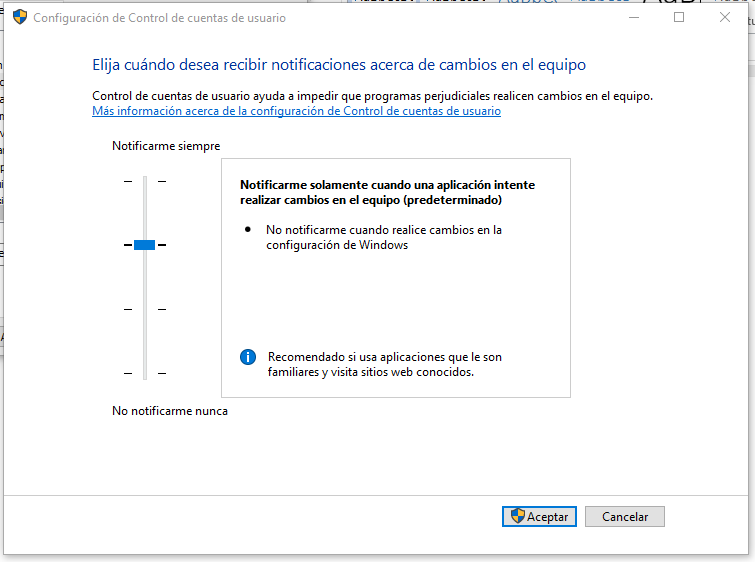 Configuración de Control de cuentas de usuario
Elija cuándo desea recibir notificaciones acerca de cambios en el equipo
Control de cuentas de usuario ayuda a impedir que programas perjudiciales realicen cambios en el equipo.
Más información acerca de la configuración de Control de cuentas de usuario
Notificarme siempre
Notificarme solamente cuando una aplicación intente
realizar cambios en el equipo (predeterminado)
• No notificarme cuando realice cambios en la
configuración de Windows
Recomendado si usa aplicaciones que le son
familiares y visita sitios web conocidos.
No notificarme nunca
Aceptar
Cancelar